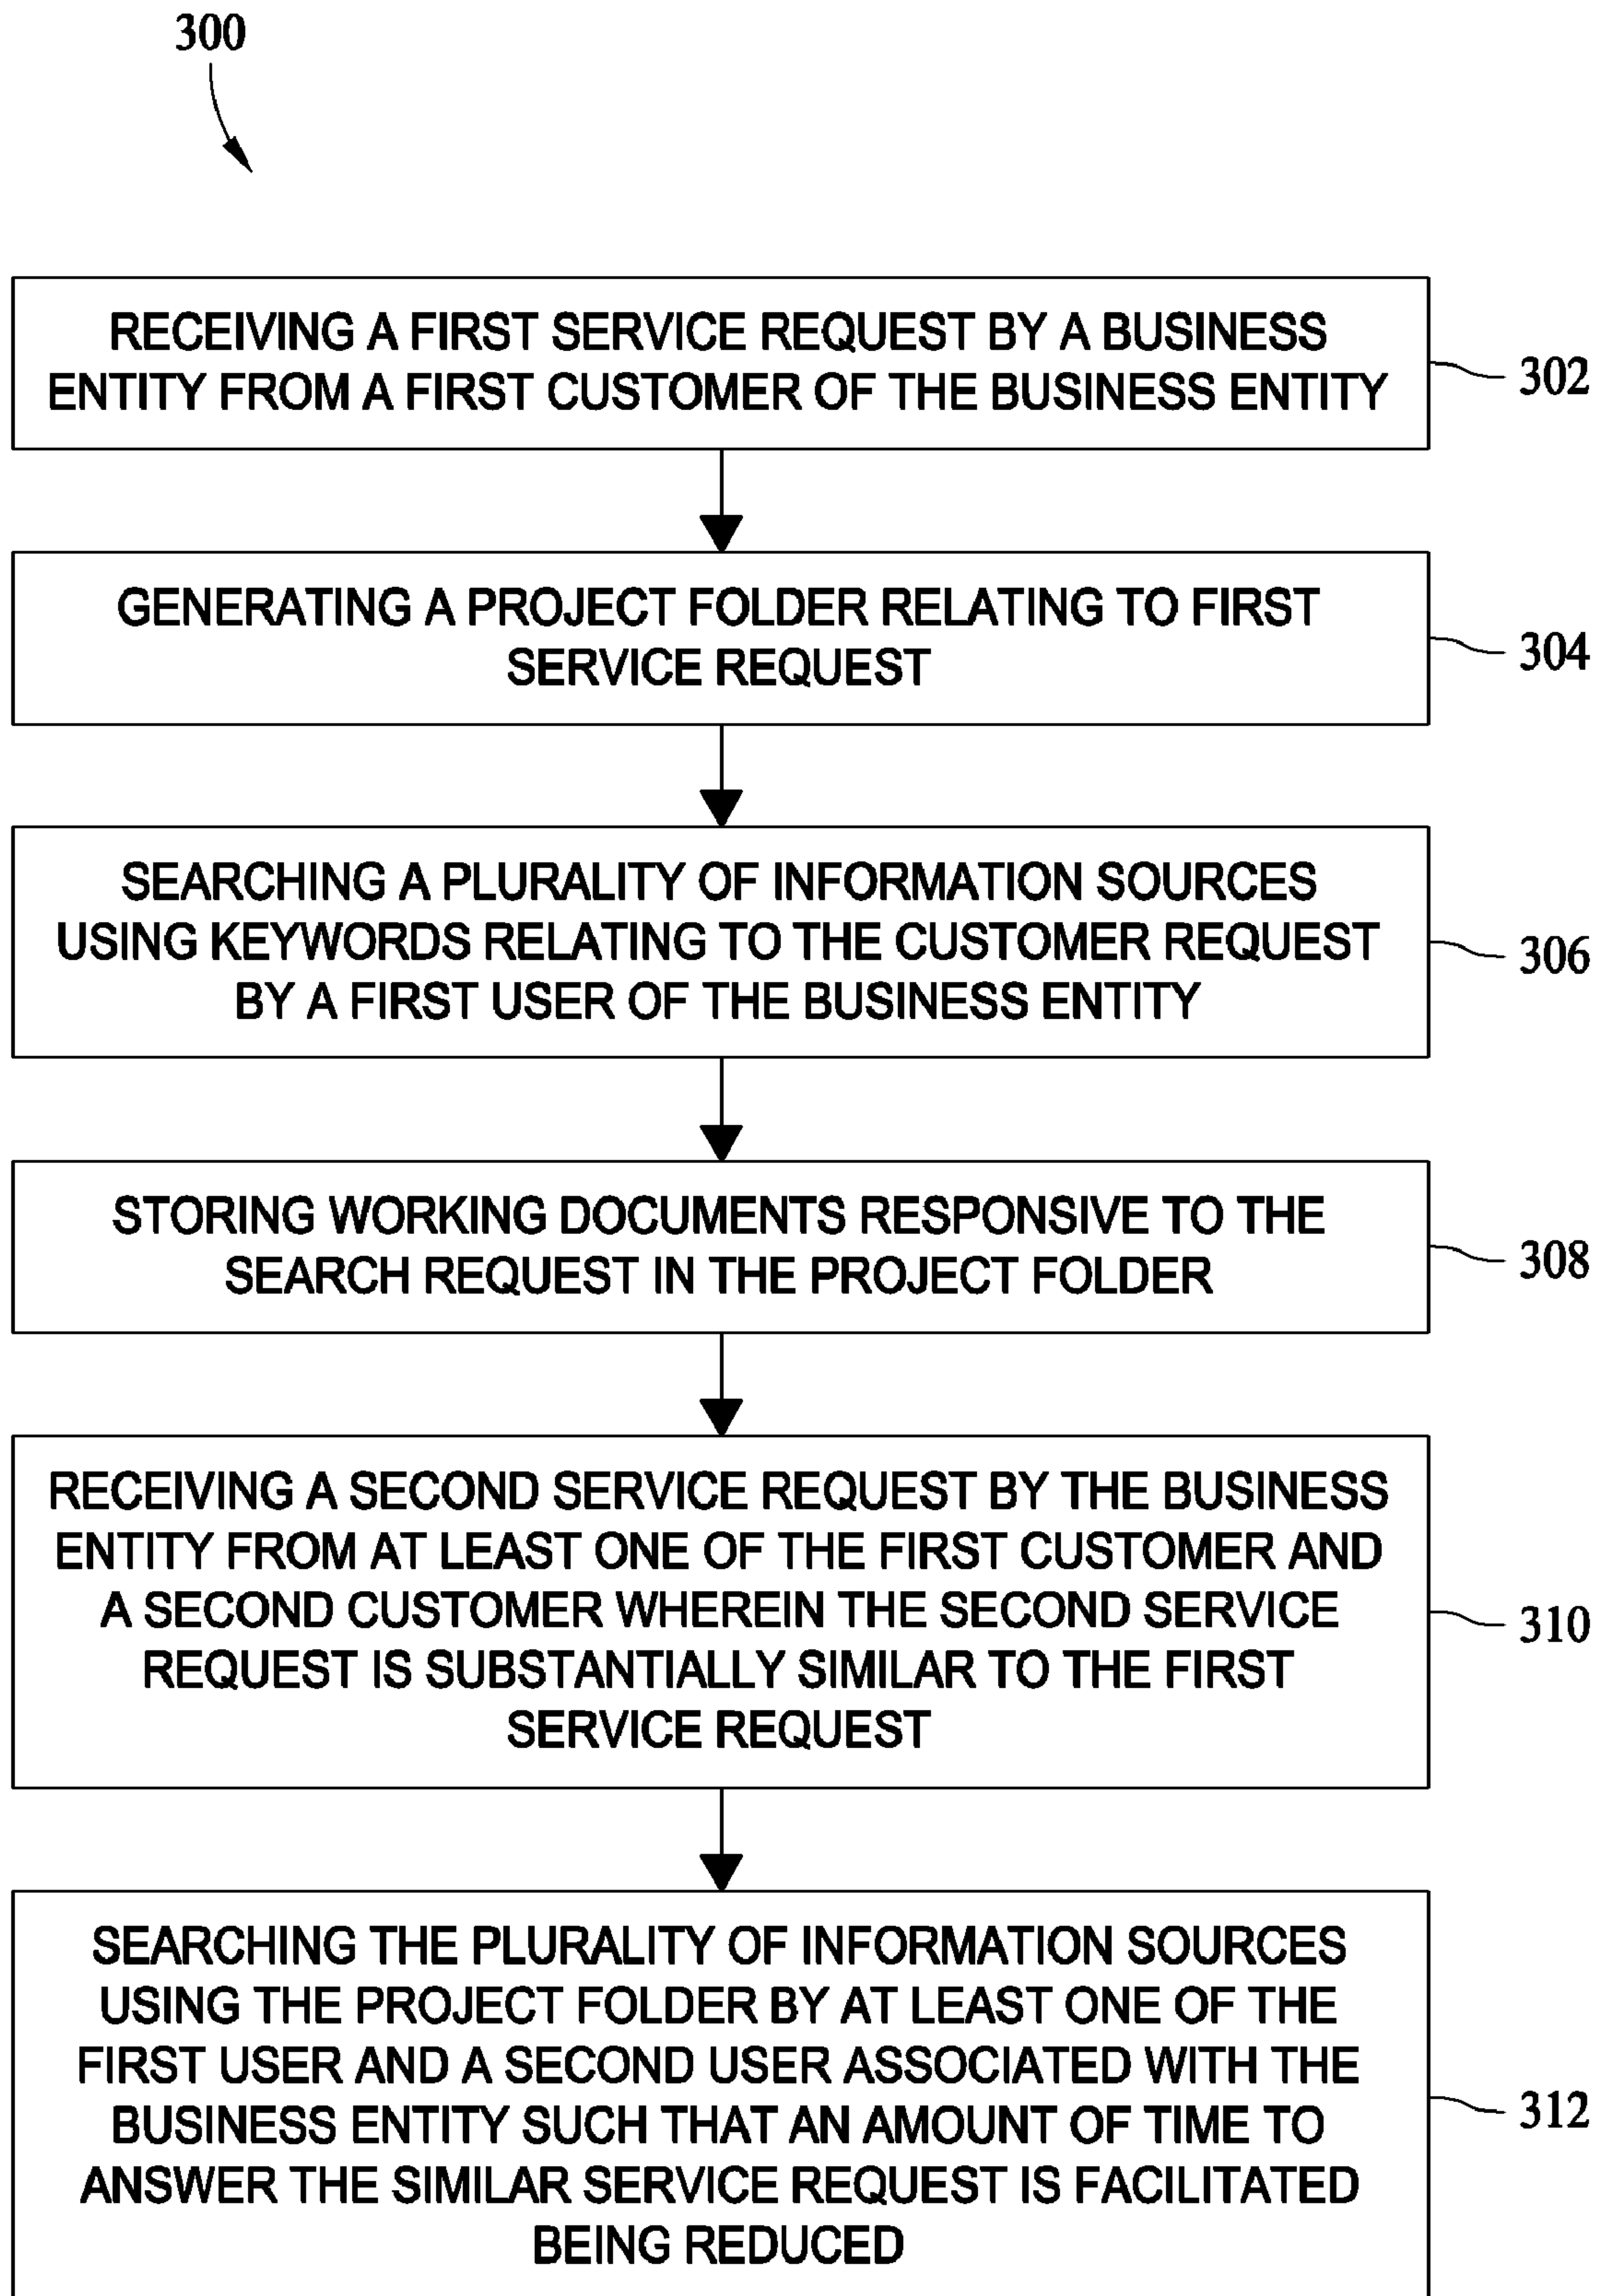 300
RECEIVING A FIRST SERVICE REQUEST BY A BUSINESS
ENTITY FROM A FIRST CUSTOMER OF THE BUSINESS ENTITY
302
GENERATING A PROJECT FOLDER RELATING TO FIRST
SERVICE REQUEST
304
SEARCHING A PLURALITY OF INFORMATION SOURCES
USING KEYWORDS RELATING TO THE CUSTOMER REQUEST
BY A FIRST USER OF THE BUSINESS ENTITY
306
STORING WORKING DOCUMENTS RESPONSIVE TO THE
SEARCH REQUEST IN THE PROJECT FOLDER
308
RECEIVING A SECOND SERVICE REQUEST BY THE BUSINESS
ENTITY FROM AT LEAST ONE OF THE FIRST CUSTOMER AND
A SECOND CUSTOMER WHEREIN THE SECOND SERVICE
REQUEST IS SUBSTANTIALLY SIMILAR TO THE FIRST
SERVICE REQUEST
310
SEARCHING THE PLURALITY OF INFORMATION SOURCES
USING THE PROJECT FOLDER BY AT LEAST ONE OF THE
FIRST USER AND A SECOND USER ASSOCIATED WITH THE
BUSINESS ENTITY SUCH THAT AN AMOUNT OF TIME TO
ANSWER THE SIMILAR SERVICE REQUEST IS FACILITATED
BEING REDUCED
312